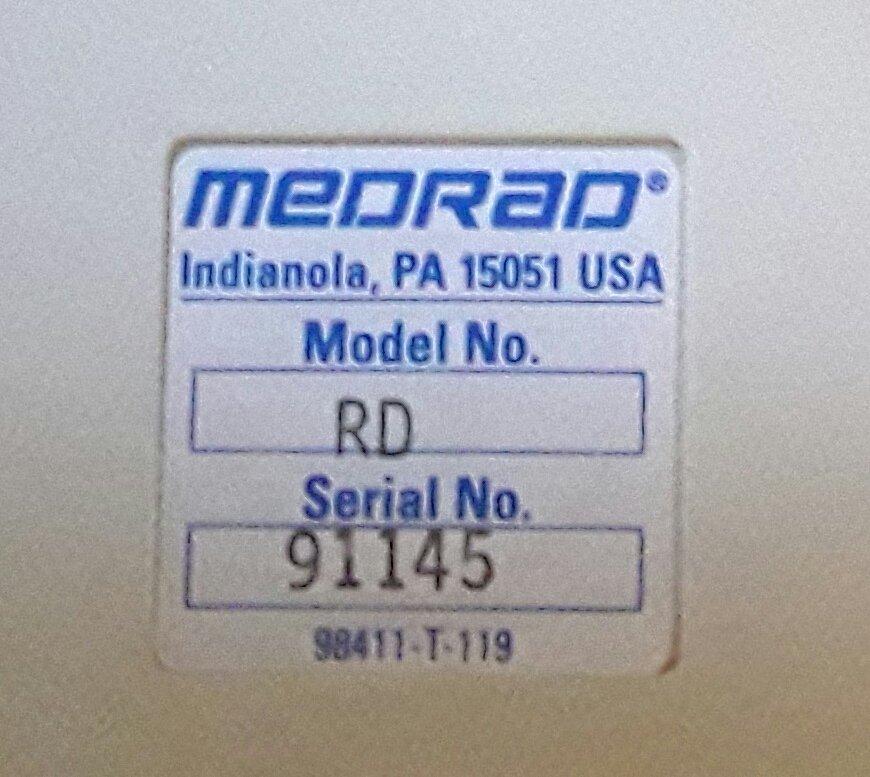 MEDRAD®
Indianola, PA 15051 USA
Model No.
RD
Serial No.
91145
98411-T-119